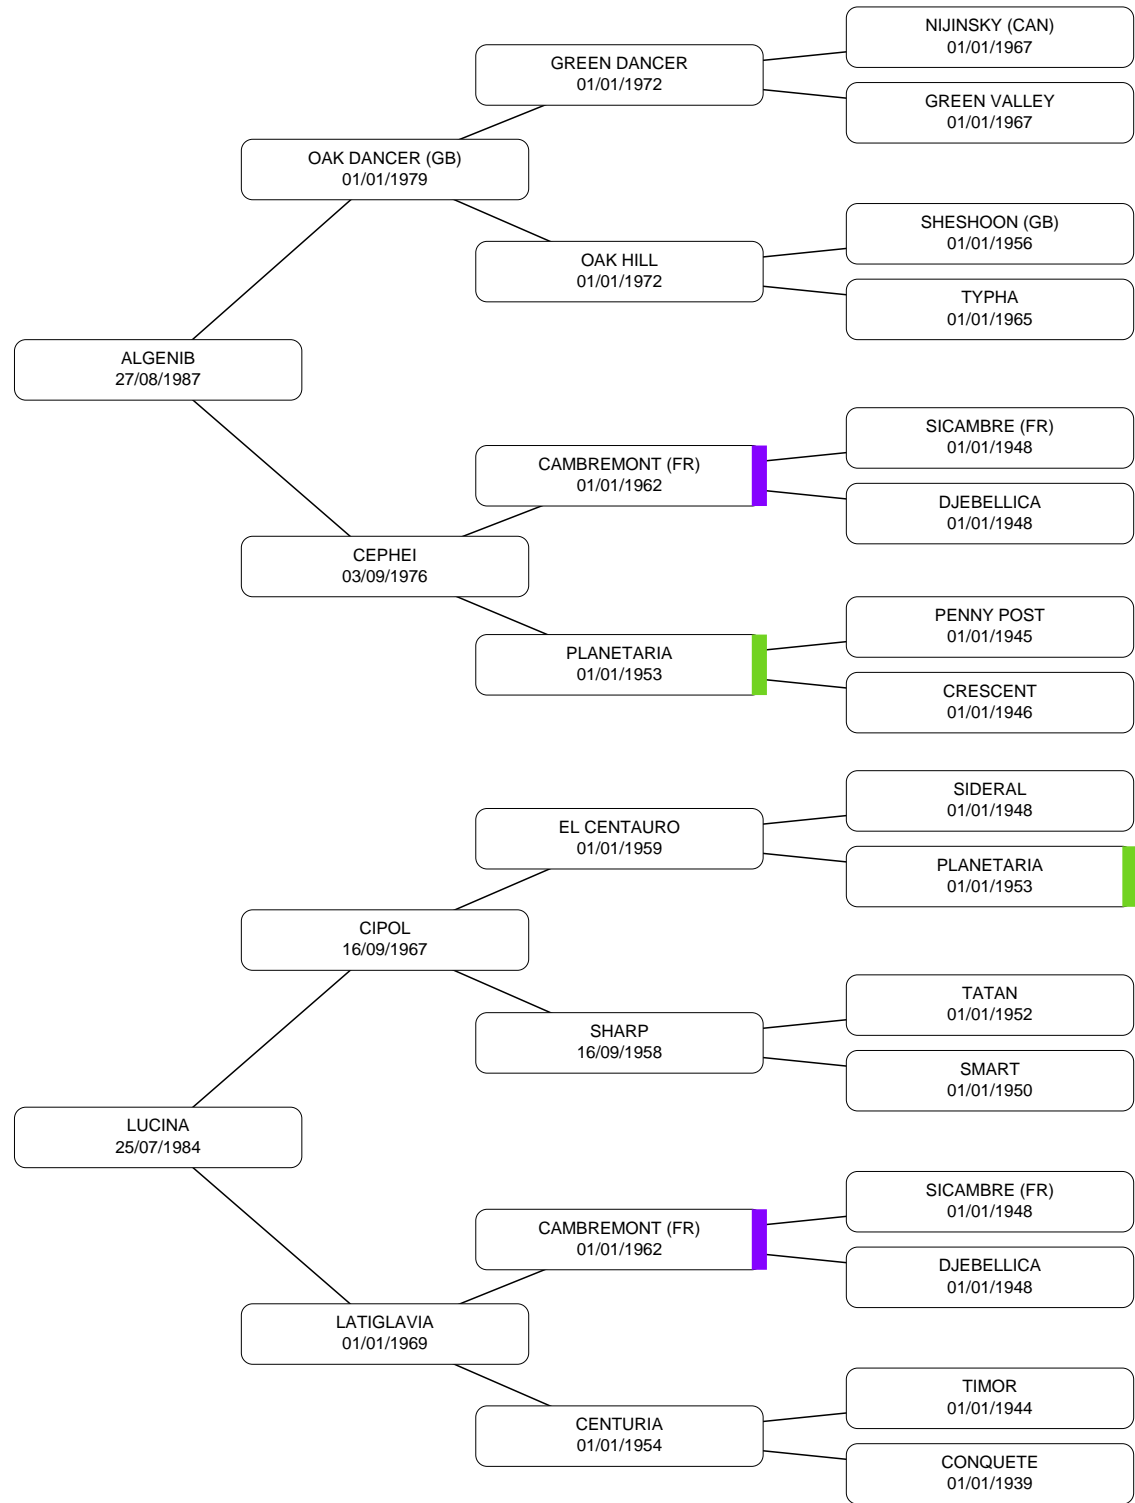 NIJINSKY (CAN)
01/01/1967
GREEN DANCER
01/01/1972
GREEN VALLEY
01/01/1967
OAK DANCER (GB)
01/01/1979
SHESHOON (GB)
01/01/1956
OAK HILL
01/01/1972
TYPHA
01/01/1965
ALGENIB
27/08/1987
SICAMBRE (FR)
01/01/1948
CAMBREMONT (FR)
01/01/1962
DJEBELLICA
01/01/1948
CEPHEI
03/09/1976
PENNY POST
01/01/1945
PLANETARIA
01/01/1953
CRESCENT
01/01/1946
SIDERAL
01/01/1948
EL CENTAURO
01/01/1959
PLANETARIA
01/01/1953
CIPOL
16/09/1967
TATAN
01/01/1952
SHARP
16/09/1958
SMART
01/01/1950
LUCINA
25/07/1984
SICAMBRE (FR)
01/01/1948
CAMBREMONT (FR)
01/01/1962
DJEBELLICA
01/01/1948
LATIGLAVIA
01/01/1969
TIMOR
01/01/1944
CENTURIA
01/01/1954
CONQUETE
01/01/1939